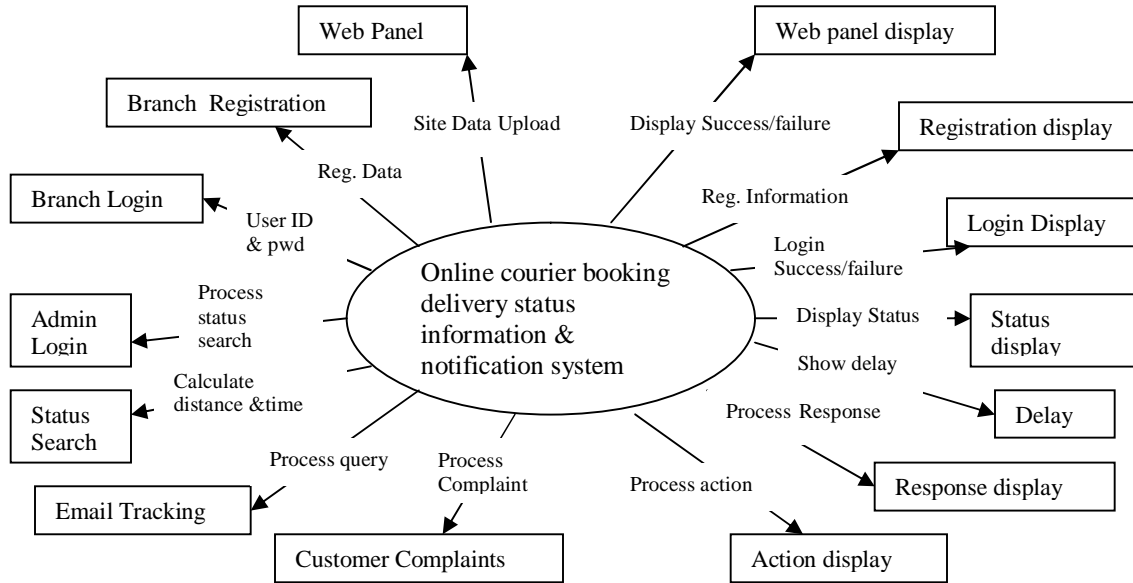 Web Panel
Web panel display
Branch Registration
Site Data Upload
Display Success/failure
Registration display
Reg. Data
Reg. Information
Branch Login
User ID
& pwd
Login Display
Login
Success/failure
Online courier booking
delivery status
information &
notification system
Process
status
search
Admin
Login
Display Status
Status
display
Show delay
Calculate
distance &time
Status
Search
Delay
Process Response
Process query
Process
Complaint
Process action
Response display
Email Tracking
Customer Complaints
Action display